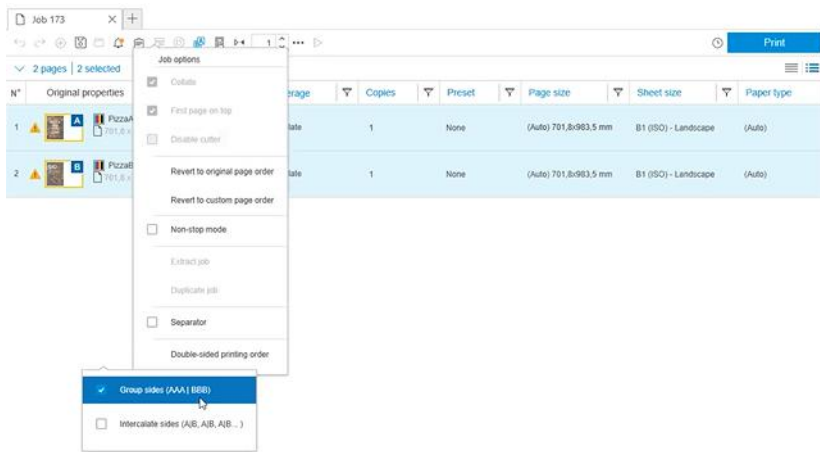 Job 173
1
Print
2 pages | 2 selected
Job options
N° Original properties Copies Preset Page size Sheet size Paper type
Collate
First page on top
Disable cutter
1 A PizzaA 1 None (Auto) 701,8x983,5 mm B1 (ISO) - Landscape (Auto)
701,8 x
2 B PizzaB 1 None (Auto) 701,8x983,5 mm B1 (ISO) - Landscape (Auto)
701,8 x
Revert to original page order
Revert to custom page order
Non-stop mode
Extract job
Duplicate job
Separator
Double-sided printing order
Group sides (AAA | BBB)
Intercalate sides (A|B, A|B, A|B... )